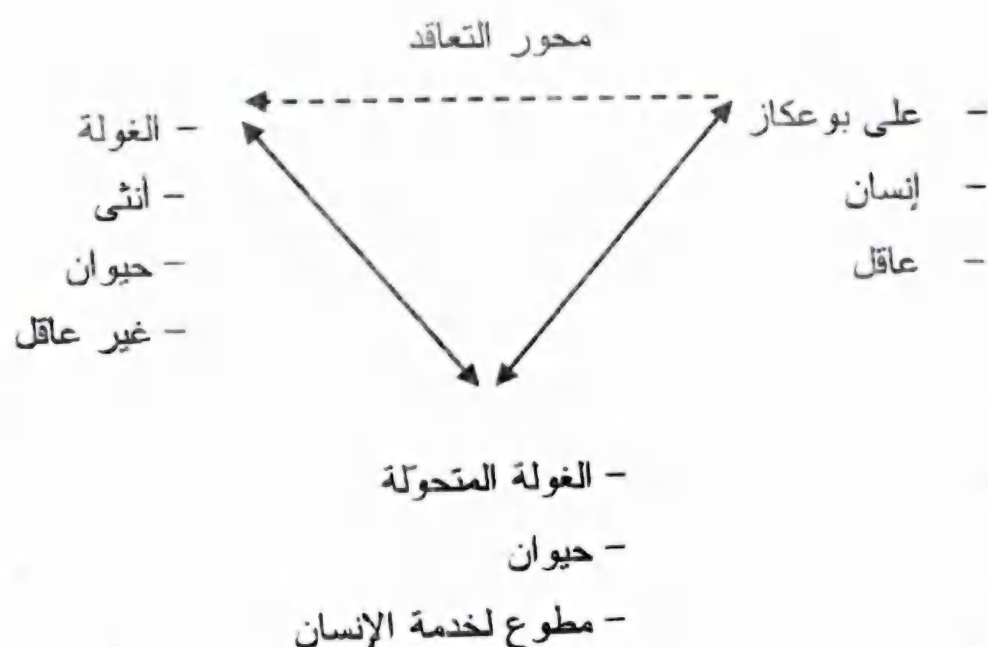 محور التعاقد
- على بوعكاز
- إنسان
- عاقل
- الغولة
- أنثى
- حيوان
- غير عاقل
- الغولة المتحولة
- حيوان
- مطوع لخدمة الإنسان